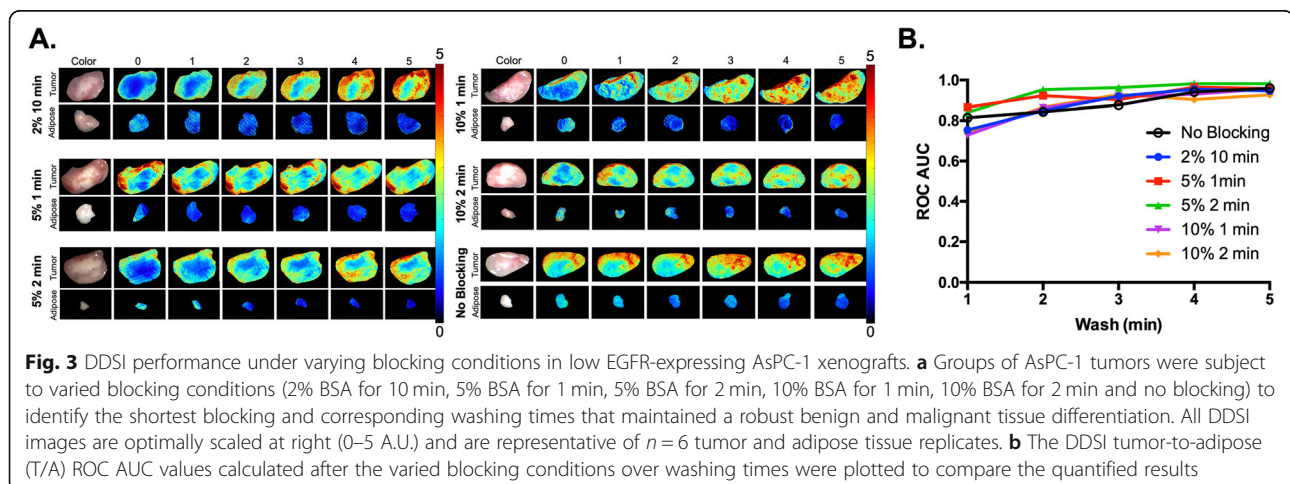 A.
Color 0 1 2 3 4 5
5
2% 10 min
Tumor
Adipose
5% 1 min
Tumor
Adipose
5% 2 min
Tumor
Adipose
0
Color 0 1 2 3 4 5
5
10% 1 min
Tumor
Adipose
10% 2 min
Tumor
Adipose
No Blocking
Tumor
Adipose
0
B.
ROC AUC
1.0
0.8
0.6
0.4
0.2
0.0
1 2 3 4 5
Wash (min)
No Blocking
2% 10 min
5% 1min
5% 2 min
10% 1 min
10% 2 min
Fig. 3 DDSI performance under varying blocking conditions in low EGFR-expressing AsPC-1 xenografts. a Groups of AsPC-1 tumors were subject
to varied blocking conditions (2% BSA for 10 min, 5% BSA for 1 min, 5% BSA for 2 min, 10% BSA for 1 min, 10% BSA for 2 min and no blocking) to
identify the shortest blocking and corresponding washing times that maintained a robust benign and malignant tissue differentiation. All DDSI
images are optimally scaled at right (0–5 A.U.) and are representative of n = 6 tumor and adipose tissue replicates. b The DDSI tumor-to-adipose
(T/A) ROC AUC values calculated after the varied blocking conditions over washing times were plotted to compare the quantified results